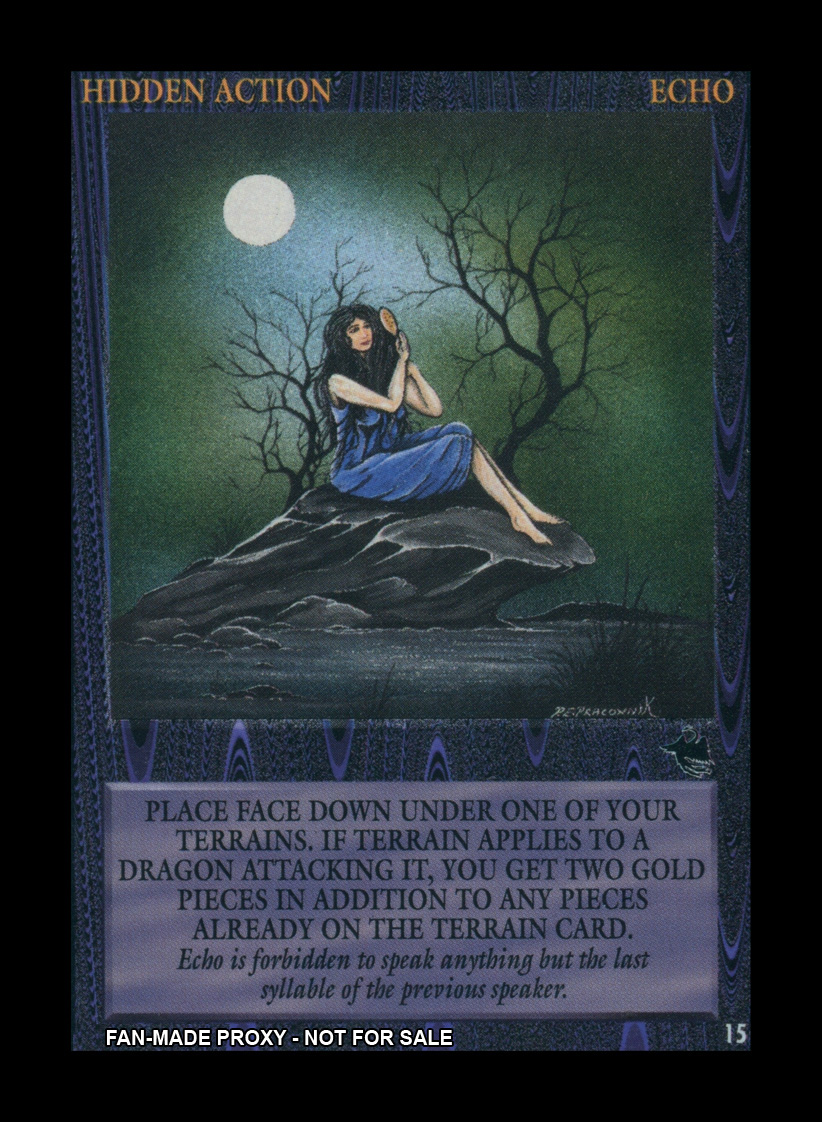 HIDDEN ACTION ECHO
P.E. PRACOWNIK
PLACE FACE DOWN UNDER ONE OF YOUR
TERRAINS. IF TERRAIN APPLIES TO A
DRAGON ATTACKING IT, YOU GET TWO GOLD
PIECES IN ADDITION TO ANY PIECES
ALREADY ON THE TERRAIN CARD.
Echo is forbidden to speak anything but the last
syllable of the previous speaker.
15
FAN-MADE PROXY - NOT FOR SALE